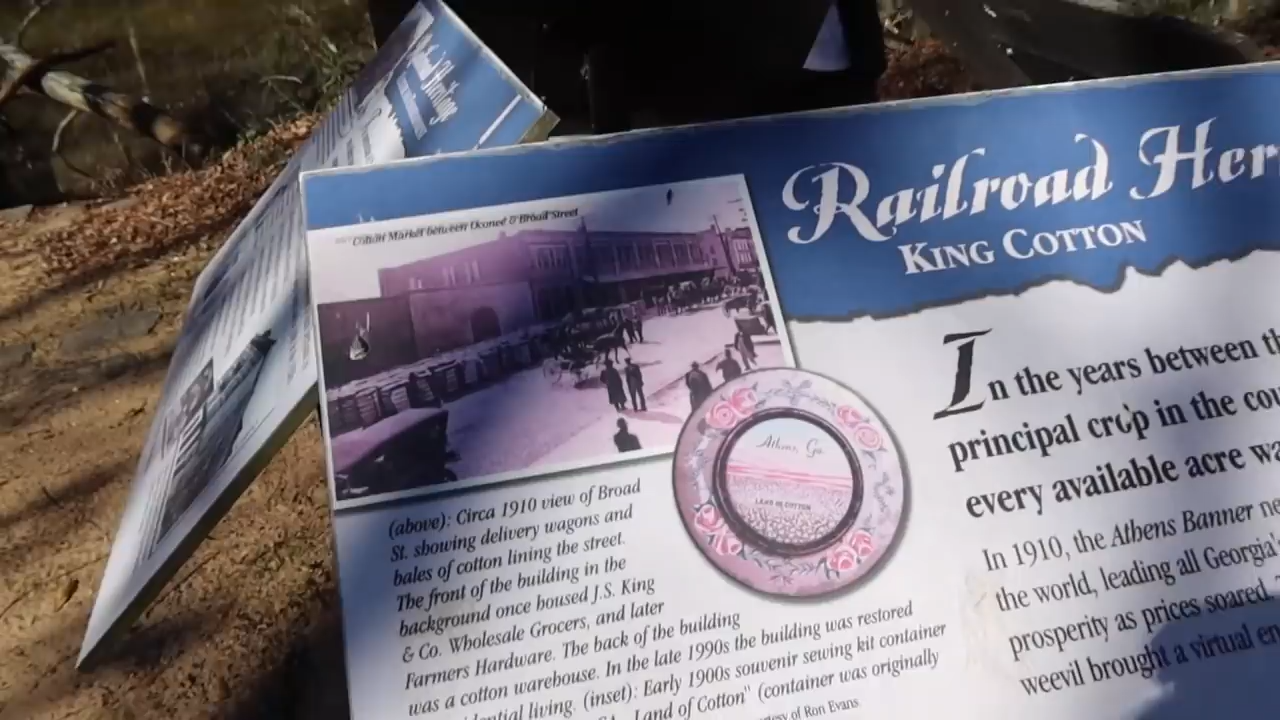 Railroad Her
KING COTTON
Cotton Market between Oconee & Broad Street
Athens, Ga.
LAND OF COTTON
(above): Circa 1910 view of Broad
St. showing delivery wagons and
bales of cotton lining the street.
The front of the building in the
background once housed J.S. King
& Co. Wholesale Grocers, and later
Farmers Hardware. The back of the building
was a cotton warehouse. In the late 1990s the building was restored
idential living. (inset): Early 1900s souvenir sewing kit container
Land of Cotton" (container was originally
tesy of Ron Evans
In the years between th
principal crop in the cou
every available acre wa
In 1910, the Athens Banner ne
the world, leading all Georgia's
prosperity as prices soared.
weevil brought a virtual en
Railroad Heritage